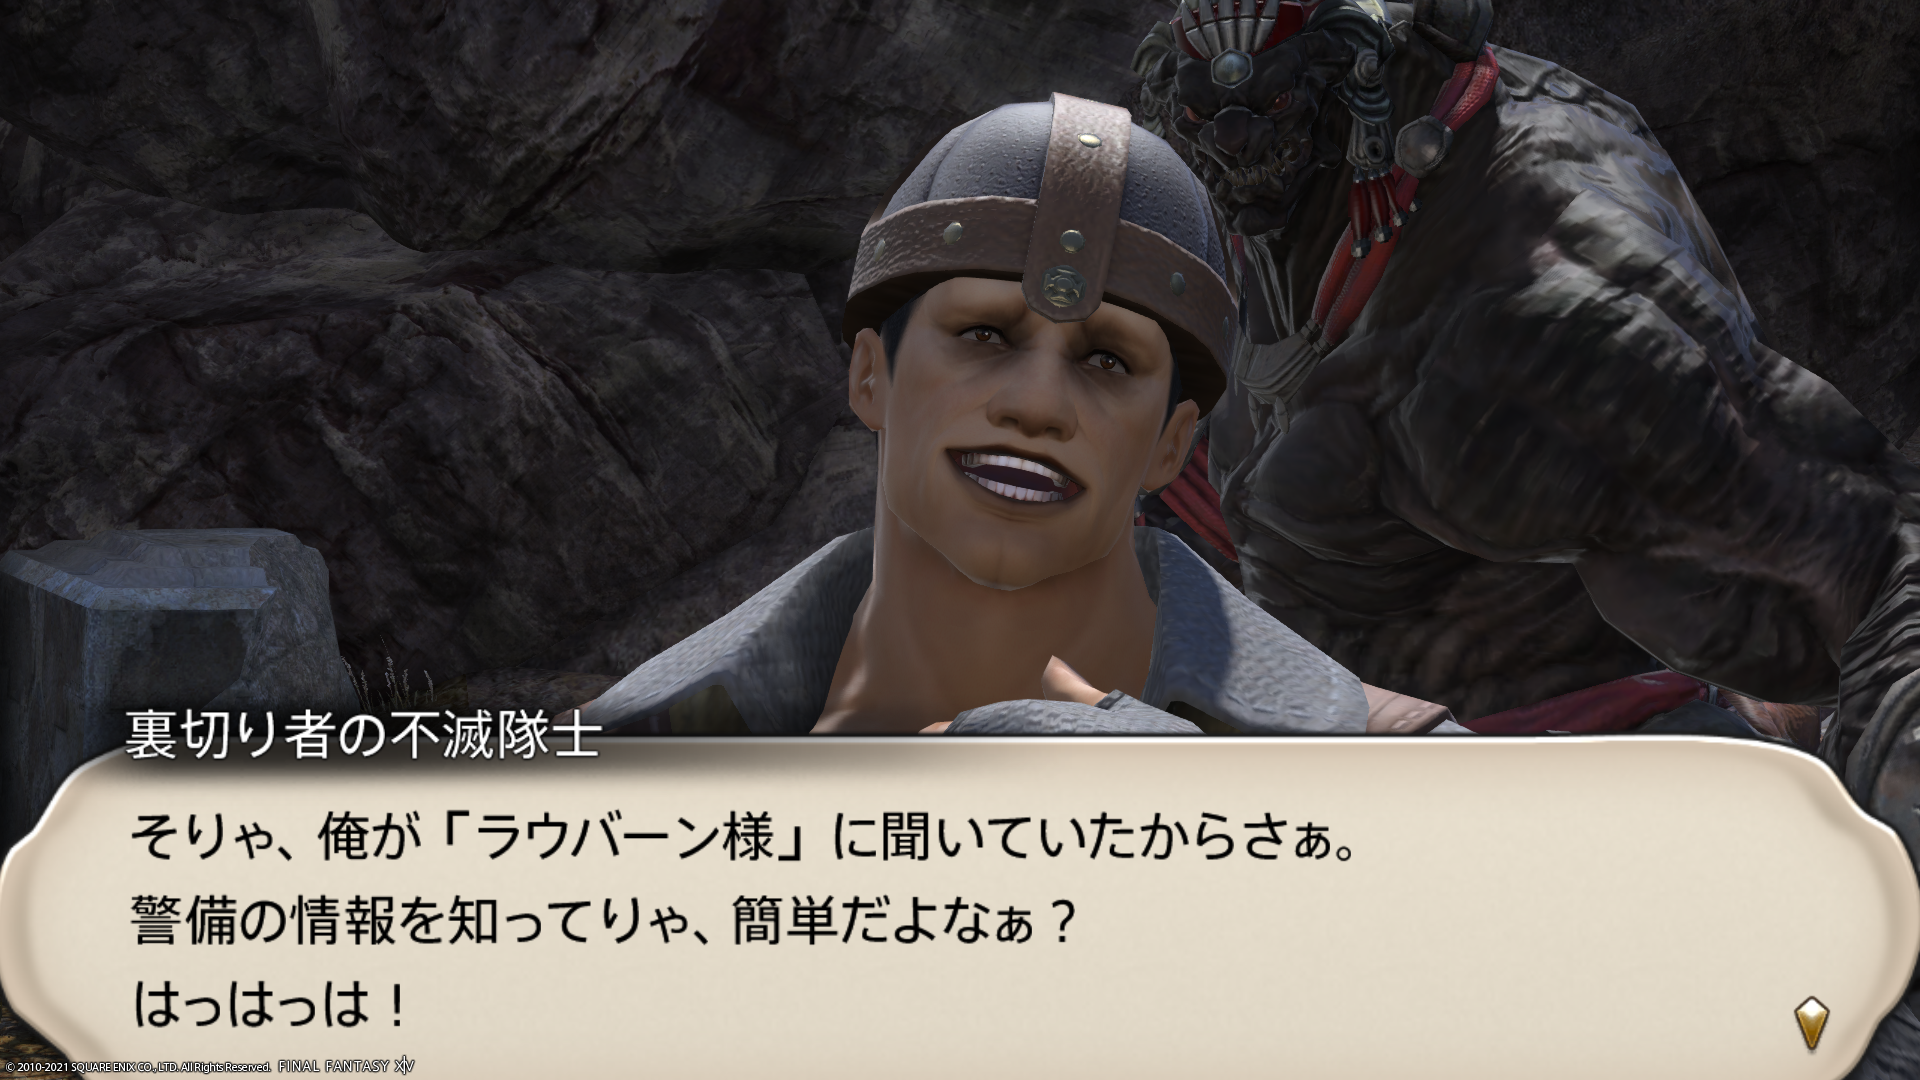 裏切り者の不滅隊士
そりゃ、俺が「ラウバーン様」に聞いていたからさぁ。
警備の情報を知ってりゃ、簡単だよなぁ？
はっはっは！
© 2010-2021 SQUARE ENIX CO., LTD. All Rights Reserved. FINAL FANTASY XIV